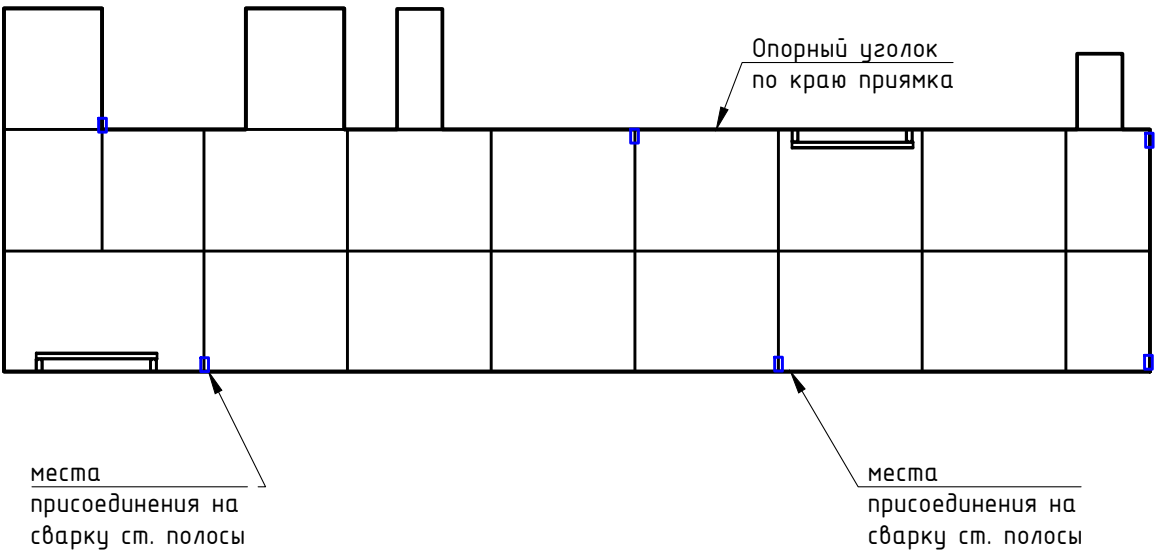 Опорный уголок
по краю приямка
места
присоединения на
сварку ст. полосы
места
присоединения на
сварку ст. полосы